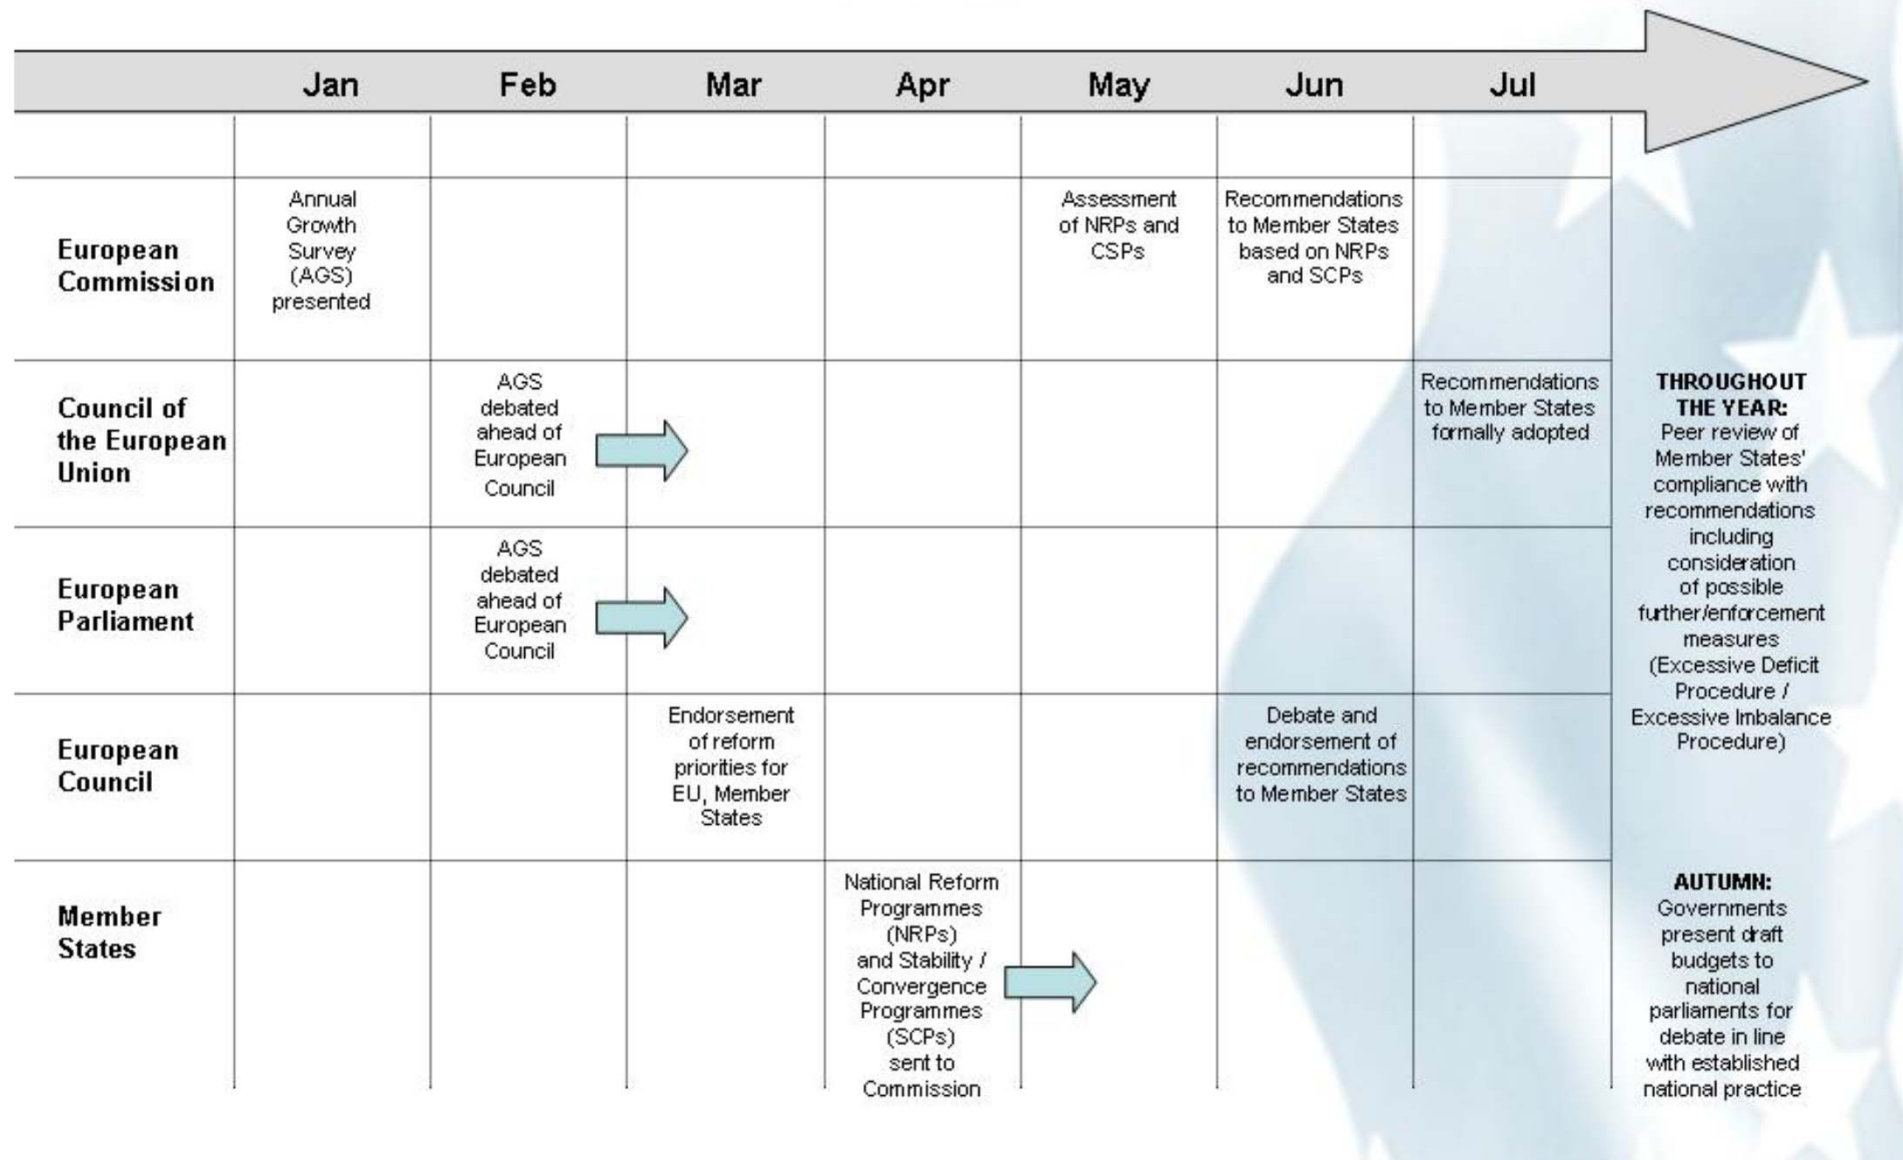 Jan Feb Mar Apr May Jun Jul
European
Commission
Annual
Growth
Survey
(AGS)
presented
Assessment
of NRPs and
CSPs
Recommendations
to Member States
based on NRPs
and SCPs
Council of
the European
Union
AGS
debated
ahead of
European
Council
Recommendations
to Member States
formally adopted
European
Parliament
AGS
debated
ahead of
European
Council
European
Council
Endorsement
of reform
priorities for
EU, Member
States
Debate and
endorsement of
recommendations
to Member States
Member
States
National Reform
Programmes
(NRPs)
and Stability /
Convergence
Programmes
(SCPs)
sent to
Commission
THROUGHOUT
THE YEAR:
Peer review of
Member States'
compliance with
recommendations
including
consideration
of possible
further/enforcement
measures
(Excessive Deficit
Procedure /
Excessive Imbalance
Procedure)
AUTUMN:
Governments
present draft
budgets to
national
parliaments for
debate in line
with established
national practice